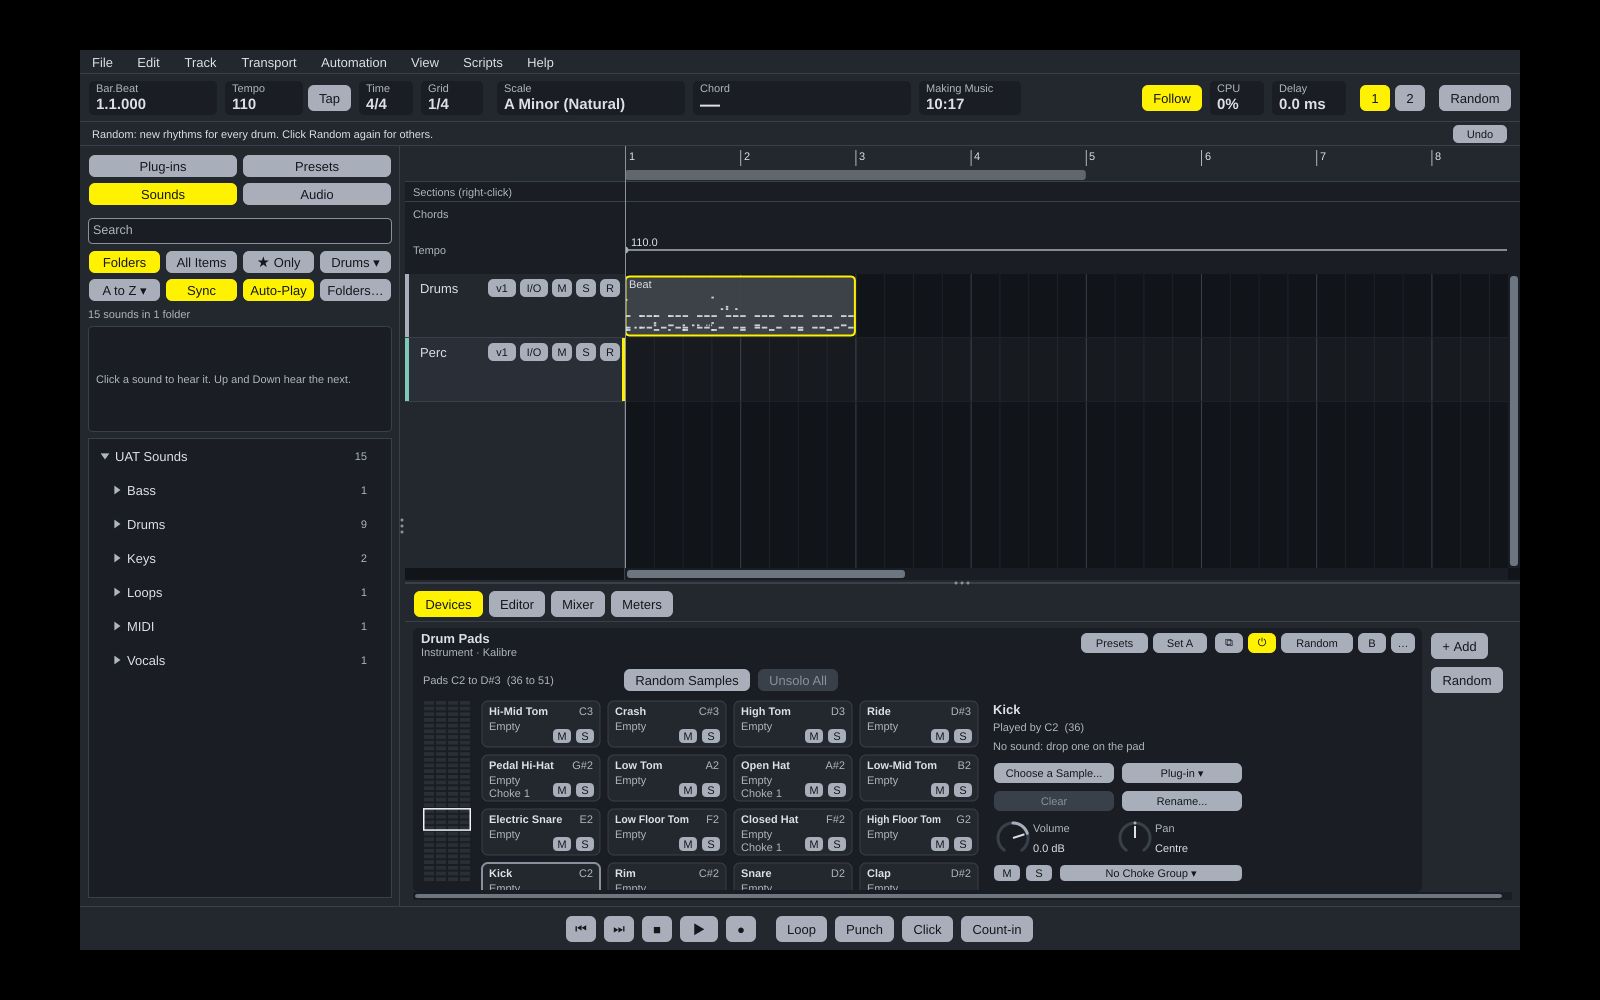 File Edit Track Transport Automation View Scripts Help
Bar.Beat Tempo Time Grid Scale Chord Making Music CPU Delay
1.1.000 110 Tap 4/4 1/4 A Minor (Natural) — 10:17 Follow 0% 0.0 ms 1 2 Random
Random: new rhythms for every drum. Click Random again for others. Undo
Plug-ins Presets
Sounds Audio
Search
Folders All Items ★ Only Drums ▾
A to Z ▾ Sync Auto-Play Folders…
15 sounds in 1 folder
Click a sound to hear it. Up and Down hear the next.
UAT Sounds 15
Bass 1
Drums 9
Keys 2
Loops 1
MIDI 1
Vocals 1
1 2 3 4 5 6 7 8
Sections (right-click)
Chords
Tempo 110.0
Drums v1 I/O M S R Beat
Perc v1 I/O M S R
Devices Editor Mixer Meters
Drum Pads
Instrument · Kalibre
Presets Set A Random B ...
+ Add
Random
Pads C2 to D#3 (36 to 51) Random Samples Unsolo All
Hi-Mid Tom C3 Crash C#3 High Tom D3 Ride D#3
Empty Empty Empty Empty
M S M S M S M S
Pedal Hi-Hat G#2 Low Tom A2 Open Hat A#2 Low-Mid Tom B2
Empty Empty Empty Empty
Choke 1 M S M S Choke 1 M S M S
Electric Snare E2 Low Floor Tom F2 Closed Hat F#2 High Floor Tom G2
Empty Empty Empty Empty
M S M S Choke 1 M S M S
Kick C2 Rim C#2 Snare D2 Clap D#2
Empty Empty Empty Empty
Kick
Played by C2 (36)
No sound: drop one on the pad
Choose a Sample... Plug-in ▾
Clear Rename...
Volume Pan
0.0 dB Centre
M S No Choke Group ▾
Loop Punch Click Count-in